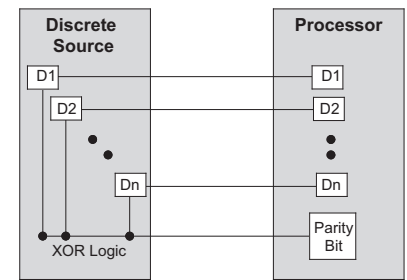 Discrete
Source
Processor
D1
D1
D2
D2
Dn
Dn
XOR Logic
Parity
Bit